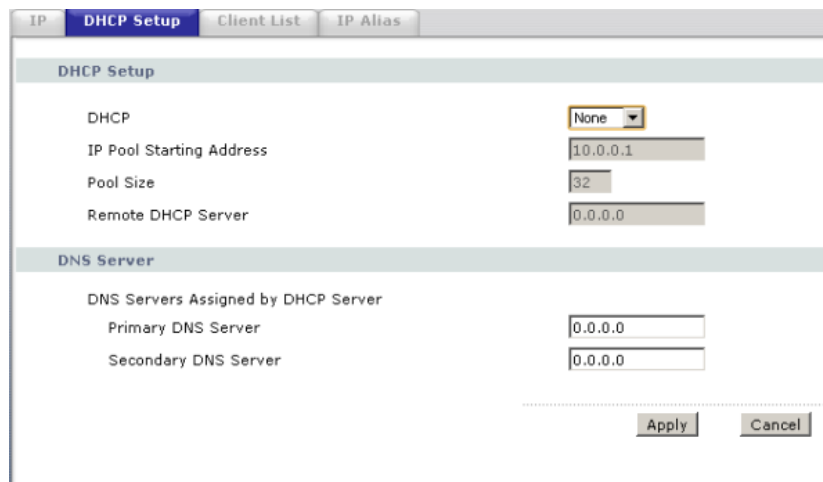 IP DHCP Setup Client List IP Alias
DHCP Setup
DHCP None
IP Pool Starting Address 10.0.0.1
Pool Size 32
Remote DHCP Server 0.0.0.0
DNS Server
DNS Servers Assigned by DHCP Server
Primary DNS Server 0.0.0.0
Secondary DNS Server 0.0.0.0
Apply Cancel